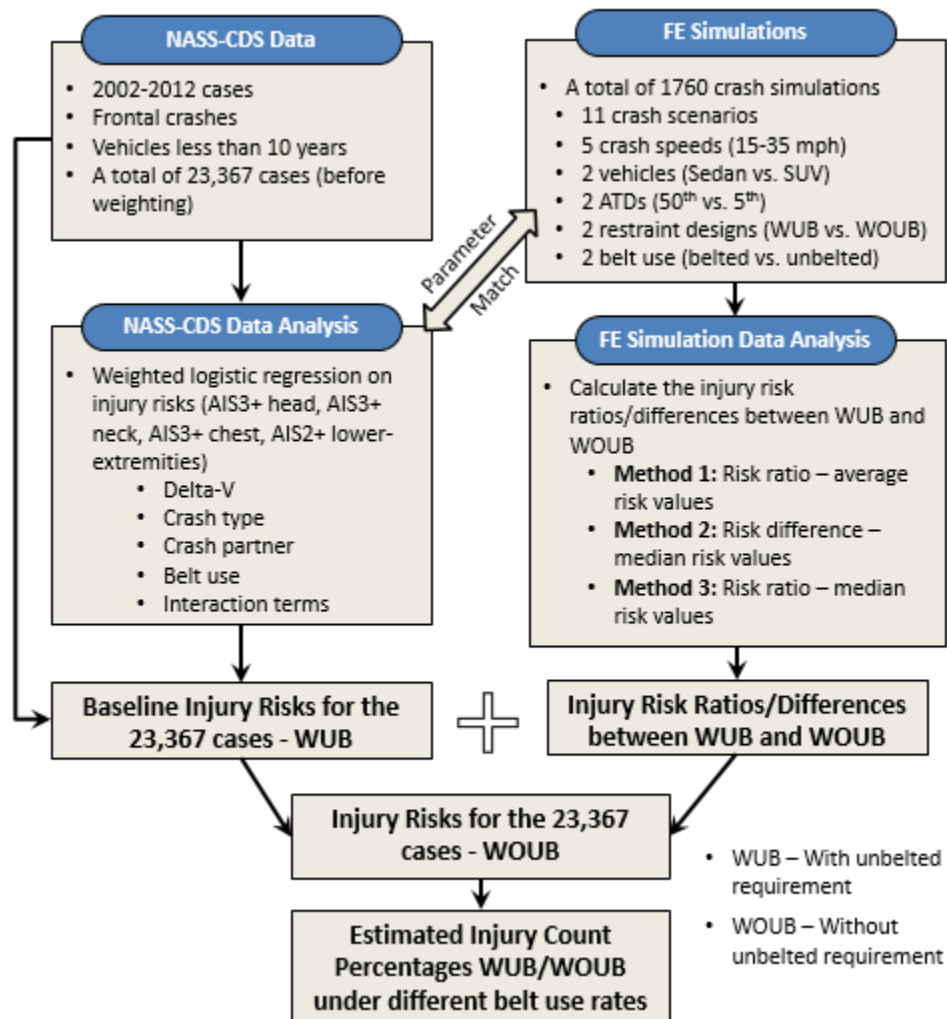 NASS-CDS Data
• 2002-2012 cases
• Frontal crashes
• Vehicles less than 10 years
• A total of 23,367 cases (before
weighting)
FE Simulations
• A total of 1760 crash simulations
• 11 crash scenarios
• 5 crash speeds (15-35 mph)
• 2 vehicles (Sedan vs. SUV)
• 2 ATDs (50th vs. 5th)
• 2 restraint designs (WUB vs. WOUB)
• 2 belt use (belted vs. unbelted)
Parameter
Match
NASS-CDS Data Analysis
• Weighted logistic regression on
injury risks (AIS3+ head, AIS3+
neck, AIS3+ chest, AIS2+ lower-
extremities)
• Delta-V
• Crash type
• Crash partner
• Belt use
• Interaction terms
FE Simulation Data Analysis
• Calculate the injury risk
ratios/differences between WUB and
WOUB
• Method 1: Risk ratio – average
risk values
• Method 2: Risk difference –
median risk values
• Method 3: Risk ratio – median
risk values
Baseline Injury Risks for the
23,367 cases - WUB
Injury Risk Ratios/Differences
between WUB and WOUB
Injury Risks for the 23,367
cases - WOUB
• WUB – With unbelted
requirement
• WOUB – Without
unbelted requirement
Estimated Injury Count
Percentages WUB/WOUB
under different belt use rates